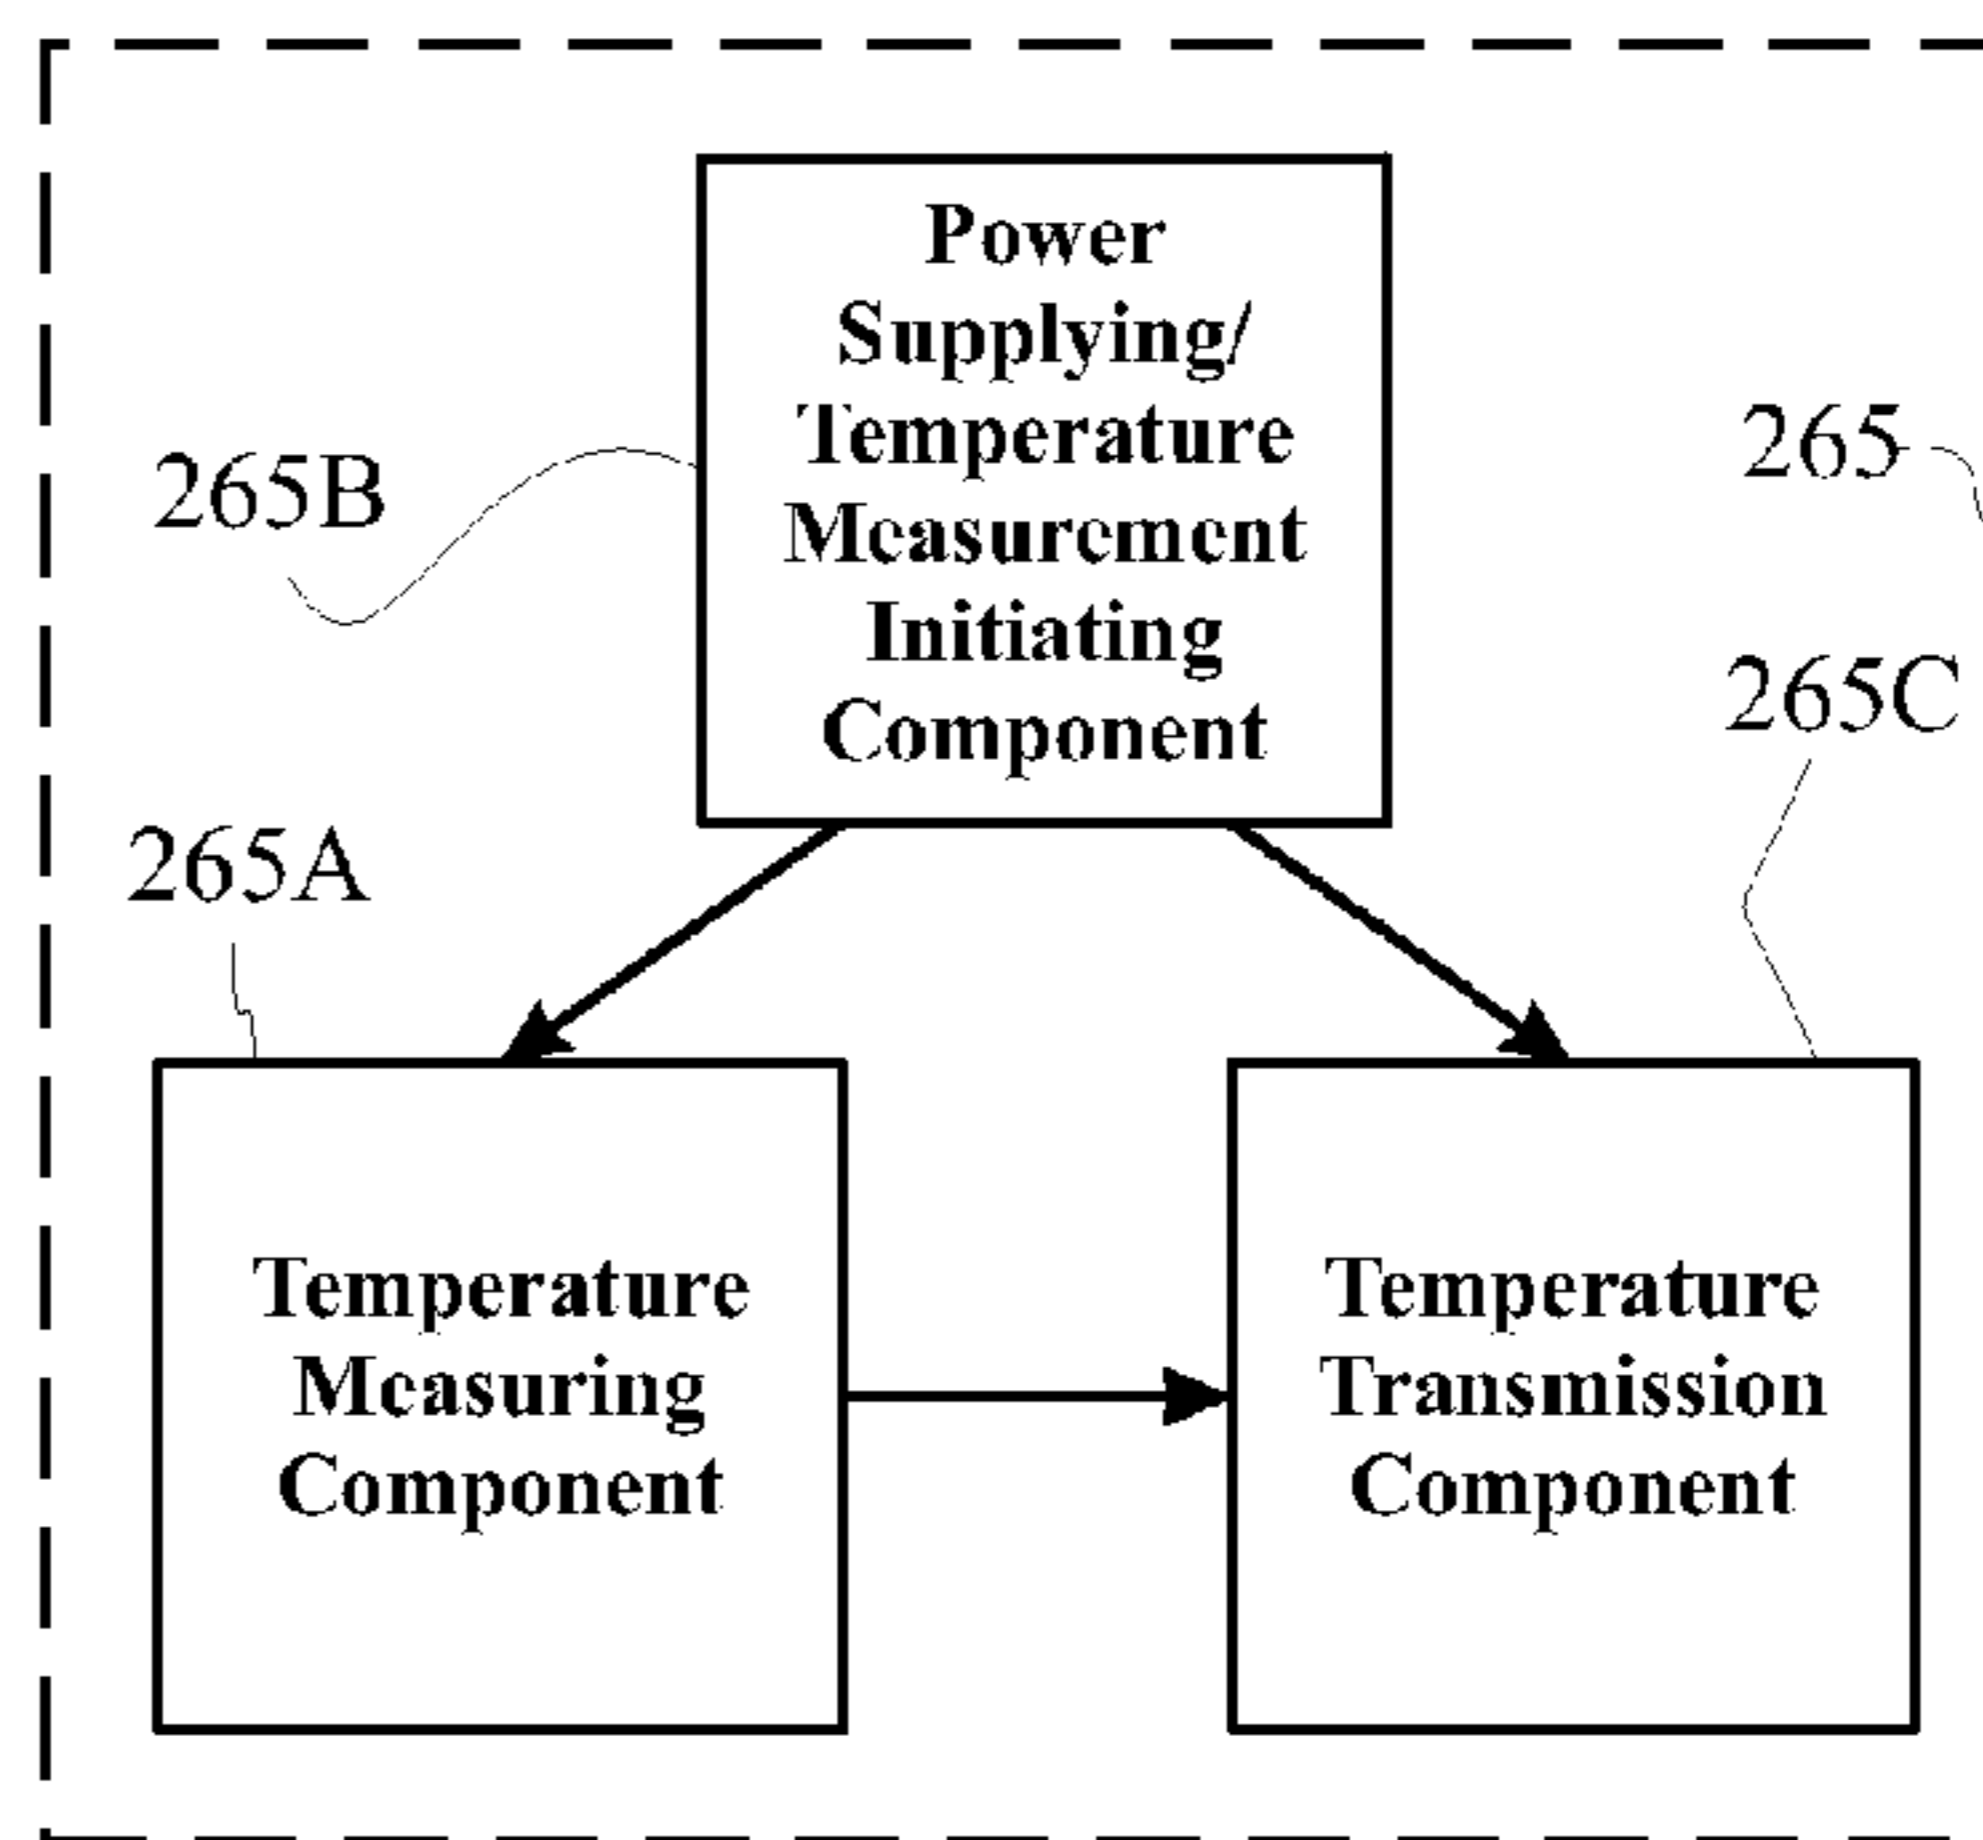 Power
Supplying/
Temperature
Measurement
Initiating
Component
265B
265
265C
265A
Temperature
Measuring
Component
Temperature
Transmission
Component